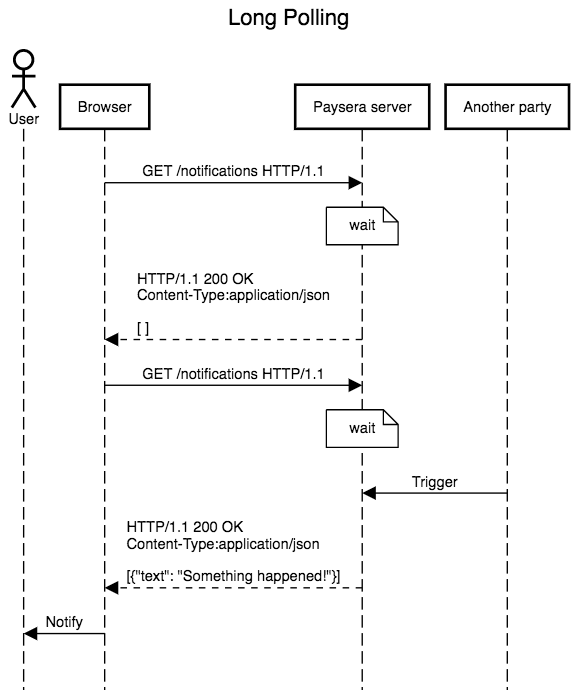 Long Polling
User
Browser
Paysera server
Another party
GET /notifications HTTP/1.1
wait
HTTP/1.1 200 OK
Content-Type:application/json
[ ]
GET /notifications HTTP/1.1
wait
Trigger
HTTP/1.1 200 OK
Content-Type:application/json
[{"text": "Something happened!"}]
Notify